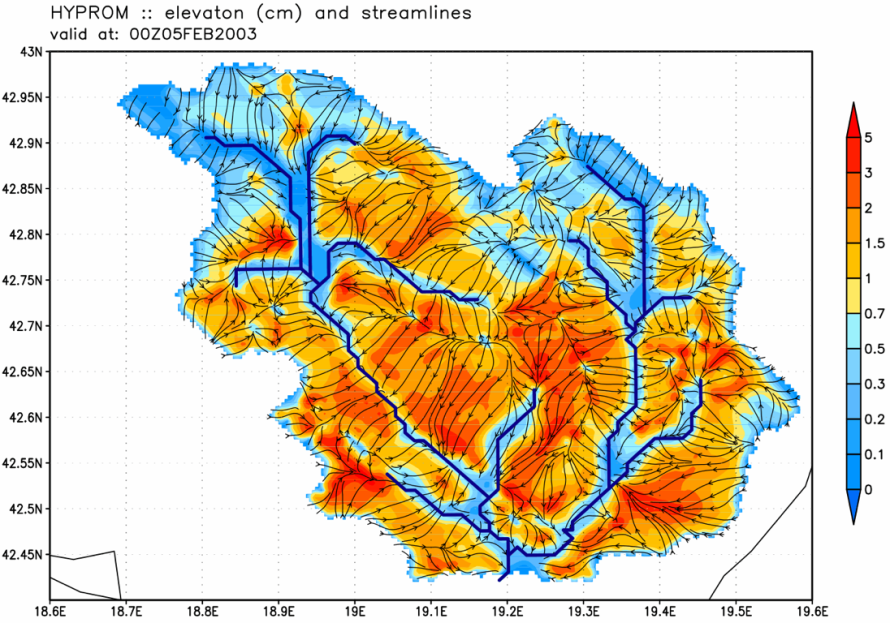 HYPROM :: elevaton (cm) and streamlines
valid at: 00Z05FEB2003
43N
42.95N
42.9N
42.85N
42.8N
42.75N
42.7N
42.65N
42.6N
42.55N
42.5N
42.45N
18.6E 18.7E 18.8E 18.9E 19E 19.1E 19.2E 19.3E 19.4E 19.5E 19.6E
5
3
2
1.5
1
0.7
0.5
0.3
0.2
0.1
0